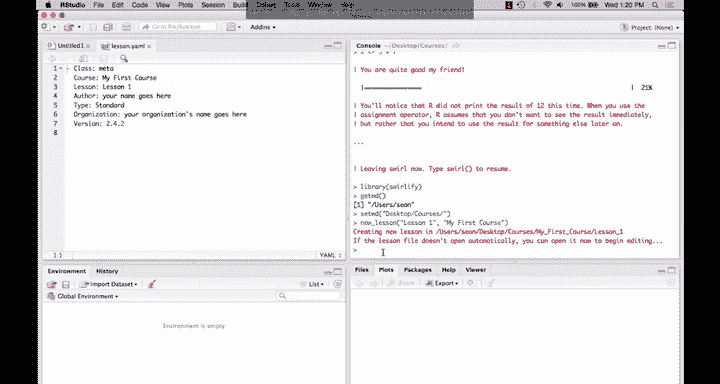 RStudio File Edit Code View Plots Session Build Debug Tools Window Help 100% Wed 1:20 PM
Go to file/function Addins Project: (None)
Untitled1 lesson.yaml
1 - Class: meta
2 Course: My First Course
3 Lesson: Lesson 1
4 Author: your name goes here
5 Type: Standard
6 Organization: your organization's name goes here
7 Version: 2.4.2
8
1:1 YAML
Console ~/Desktop/Courses/
| You are quite good my friend!
|=============== | 21%
| You'll notice that R did not print the result of 12 this time. When you use the
| assignment operator, R assumes that you don't want to see the result immediately,
| but rather that you intend to use the result for something else later on.
...
| Leaving swirl now. Type swirl() to resume.
> library(swirlify)
> getwd()
[1] "/Users/sean"
> setwd("Desktop/Courses/")
> new_lesson("Lesson 1", "My First Course")
Creating new lesson in /Users/sean/Desktop/Courses/My_First_Course/Lesson_1
If the lesson file doesn't open automatically, you can open it now to begin editing...
>
Environment History
Import Dataset List
Global Environment
Environment is empty
Files Plots Packages Help Viewer
Zoom Export